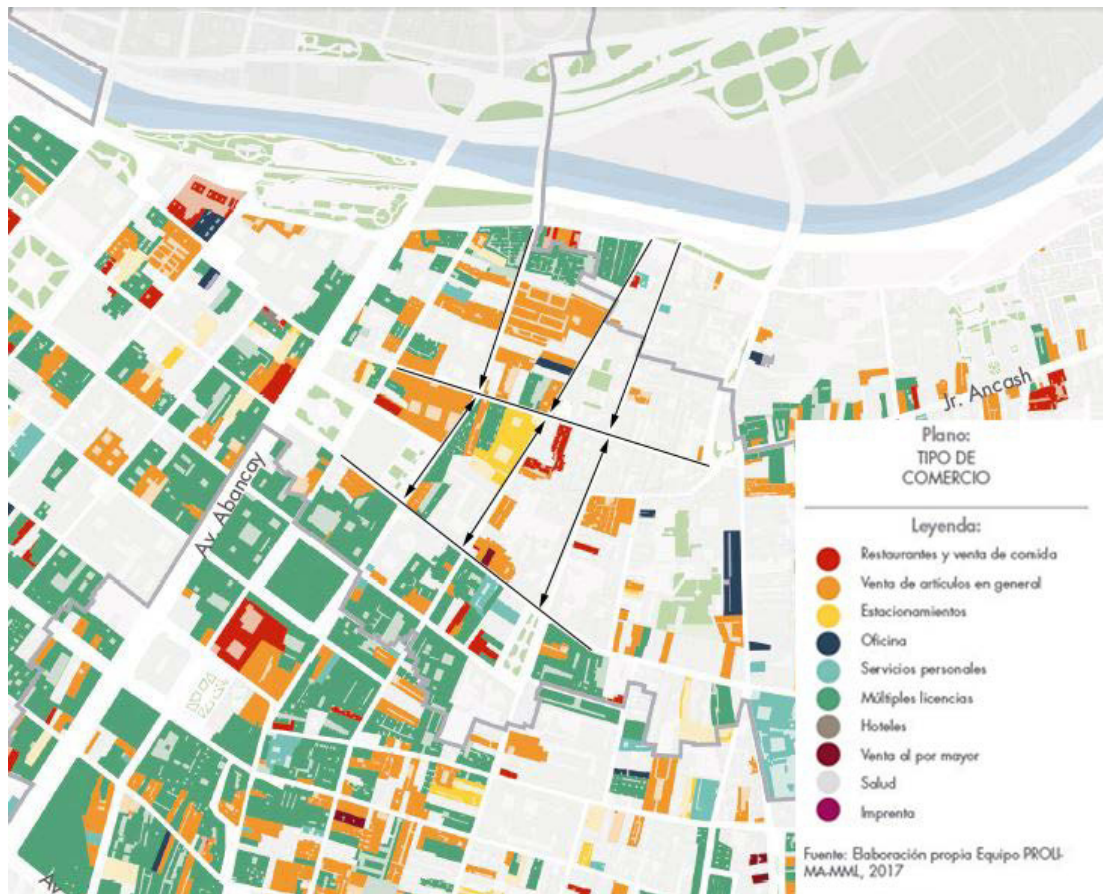 Jr. Ancash
Av. Abancay
Av.
Plano:
TIPO DE
COMERCIO
Leyenda:
Restaurantes y venta de comida
Venta de artículos en general
Estacionamientos
Oficina
Servicios personales
Múltiples licencias
Hoteles
Venta al por mayor
Salud
Imprenta
Fuente: Elaboración propia Equipo PROLI-
MA-MML, 2017